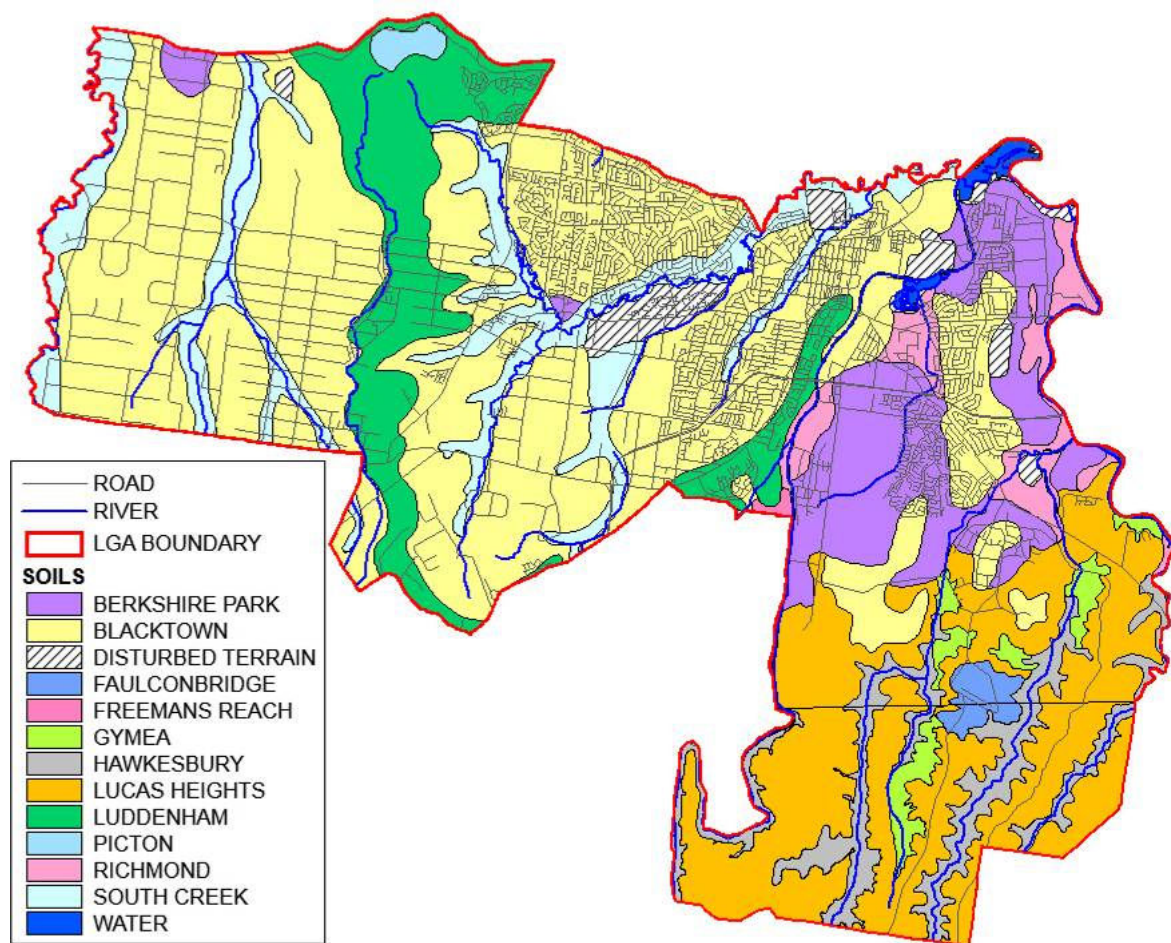 ROAD
RIVER
LGA BOUNDARY
SOILS
BERKSHIRE PARK
BLACKTOWN
DISTURBED TERRAIN
FAULCONBRIDGE
FREEMANS REACH
GYMEA
HAWKESBURY
LUCAS HEIGHTS
LUDDENHAM
PICTON
RICHMOND
SOUTH CREEK
WATER